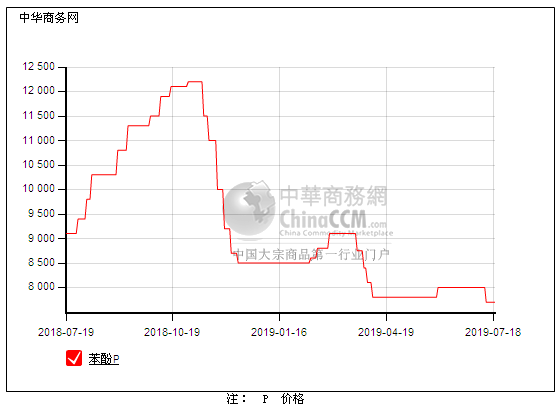 中华商务网
12 500
12 000
11 500
11 000
10 500
10 000
9 500
9 000
8 500
8 000
中華商務網
ChinaCCM.com
China Commodity Marketplace
中国大宗商品第一行业门户
2018-07-19
2018-10-19
2019-01-16
2019-04-19
2019-07-18
苯酚P
注： P 价格